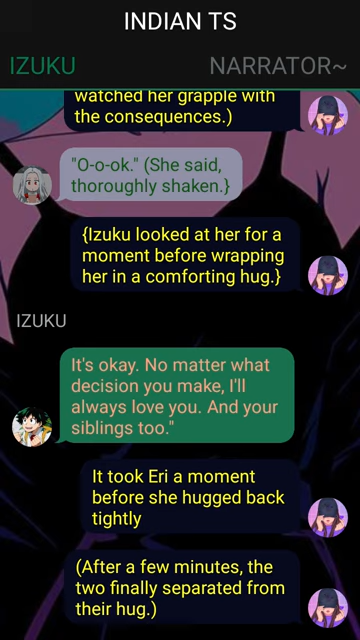 INDIAN TS
IZUKU
NARRATOR~
watched her grapple with
the consequences.)
"O-o-ok." (She said,
thoroughly shaken.}
{Izuku looked at her for a
moment before wrapping
her in a comforting hug.}
IZUKU
It's okay. No matter what
decision you make, I'll
always love you. And your
siblings too."
It took Eri a moment
before she hugged back
tightly
(After a few minutes, the
two finally separated from
their hug.)